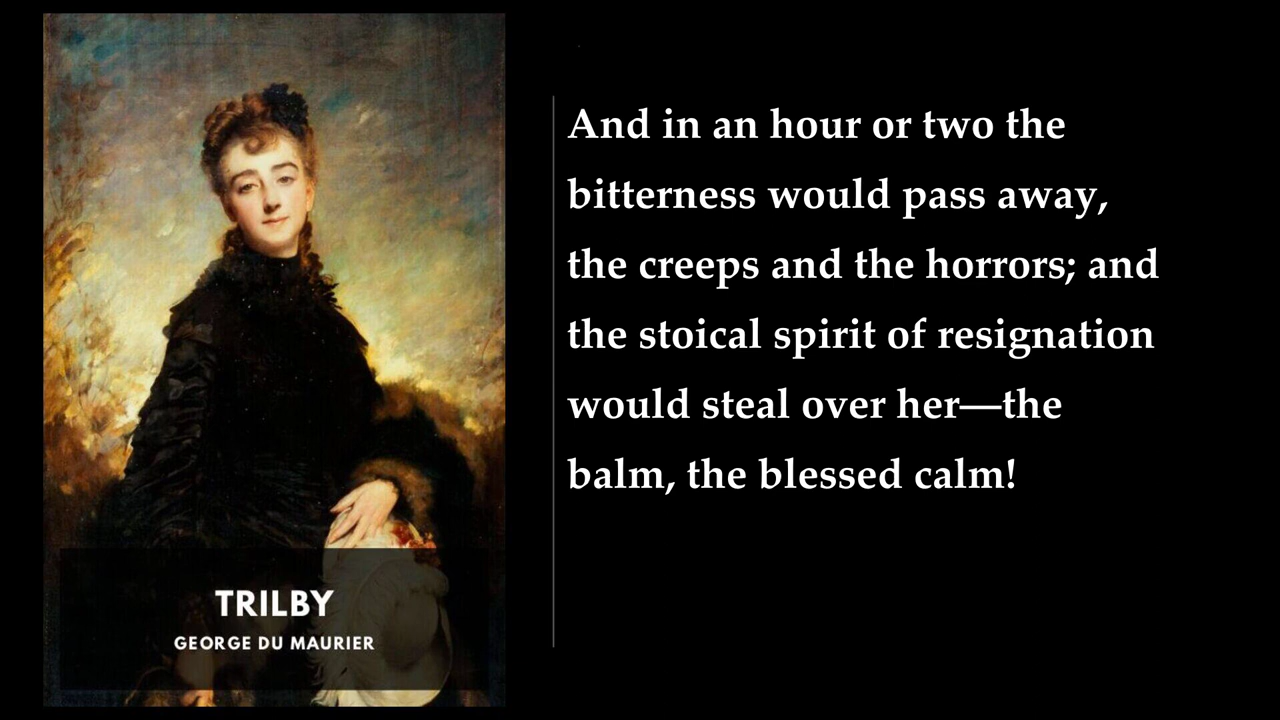 TRILBY
GEORGE DU MAURIER
And in an hour or two the
bitterness would pass away,
the creeps and the horrors; and
the stoical spirit of resignation
would steal over her—the
balm, the blessed calm!